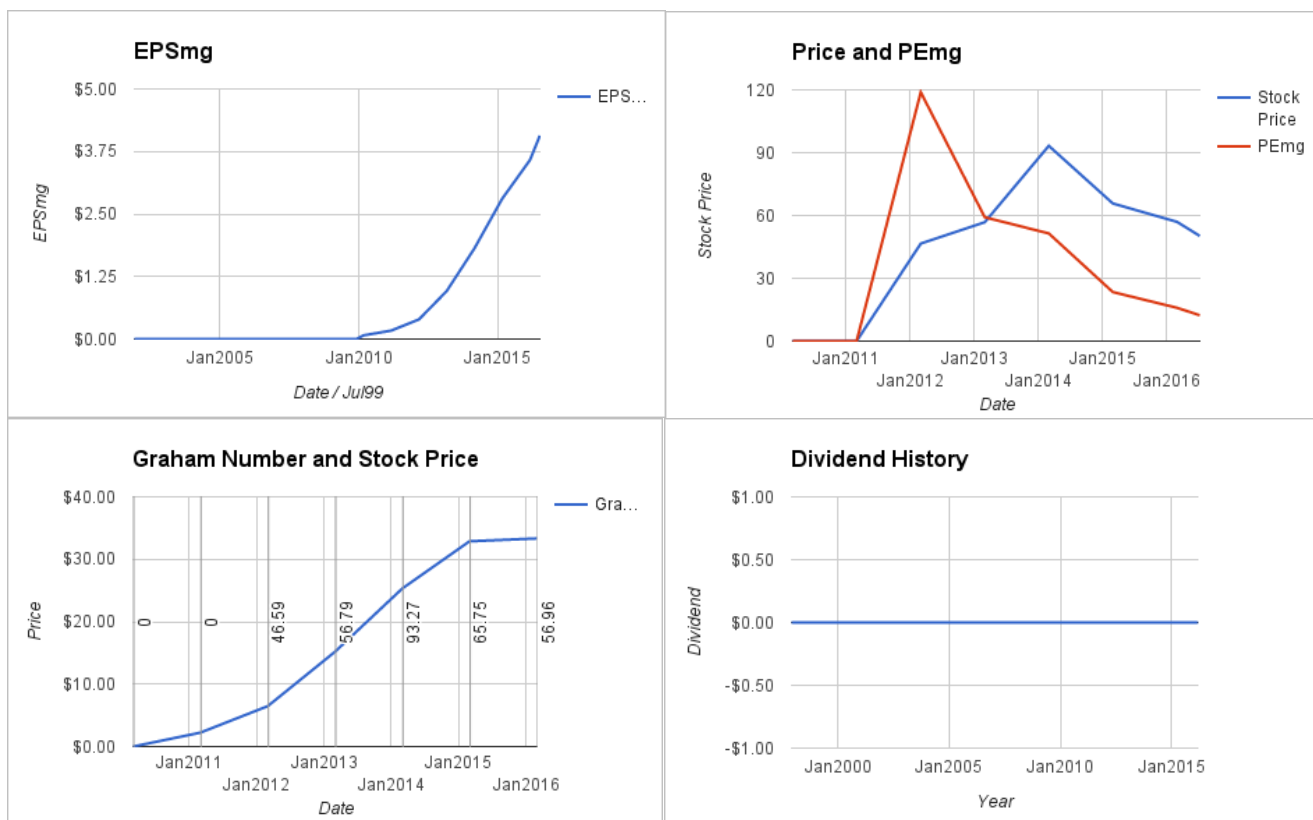 EPSmg
$5.00
$3.75
$2.50
$1.25
$0.00
EPSmg
Jan2005
Jan2010
Jan2015
Date / Jul99
EPS...
Price and PEmg
120
90
60
30
0
Stock Price
Jan2011
Jan2012
Jan2013
Jan2014
Jan2015
Jan2016
Date
Stock
Price
PEmg
Graham Number and Stock Price
$40.00
$30.00
$20.00
$10.00
$0.00
Price
0
0
46.59
56.79
93.27
65.75
56.96
Jan2011
Jan2012
Jan2013
Jan2014
Jan2015
Jan2016
Date
Gra...
Dividend History
$1.00
$0.50
$0.00
-$0.50
-$1.00
Dividend
Jan2000
Jan2005
Jan2010
Jan2015
Year